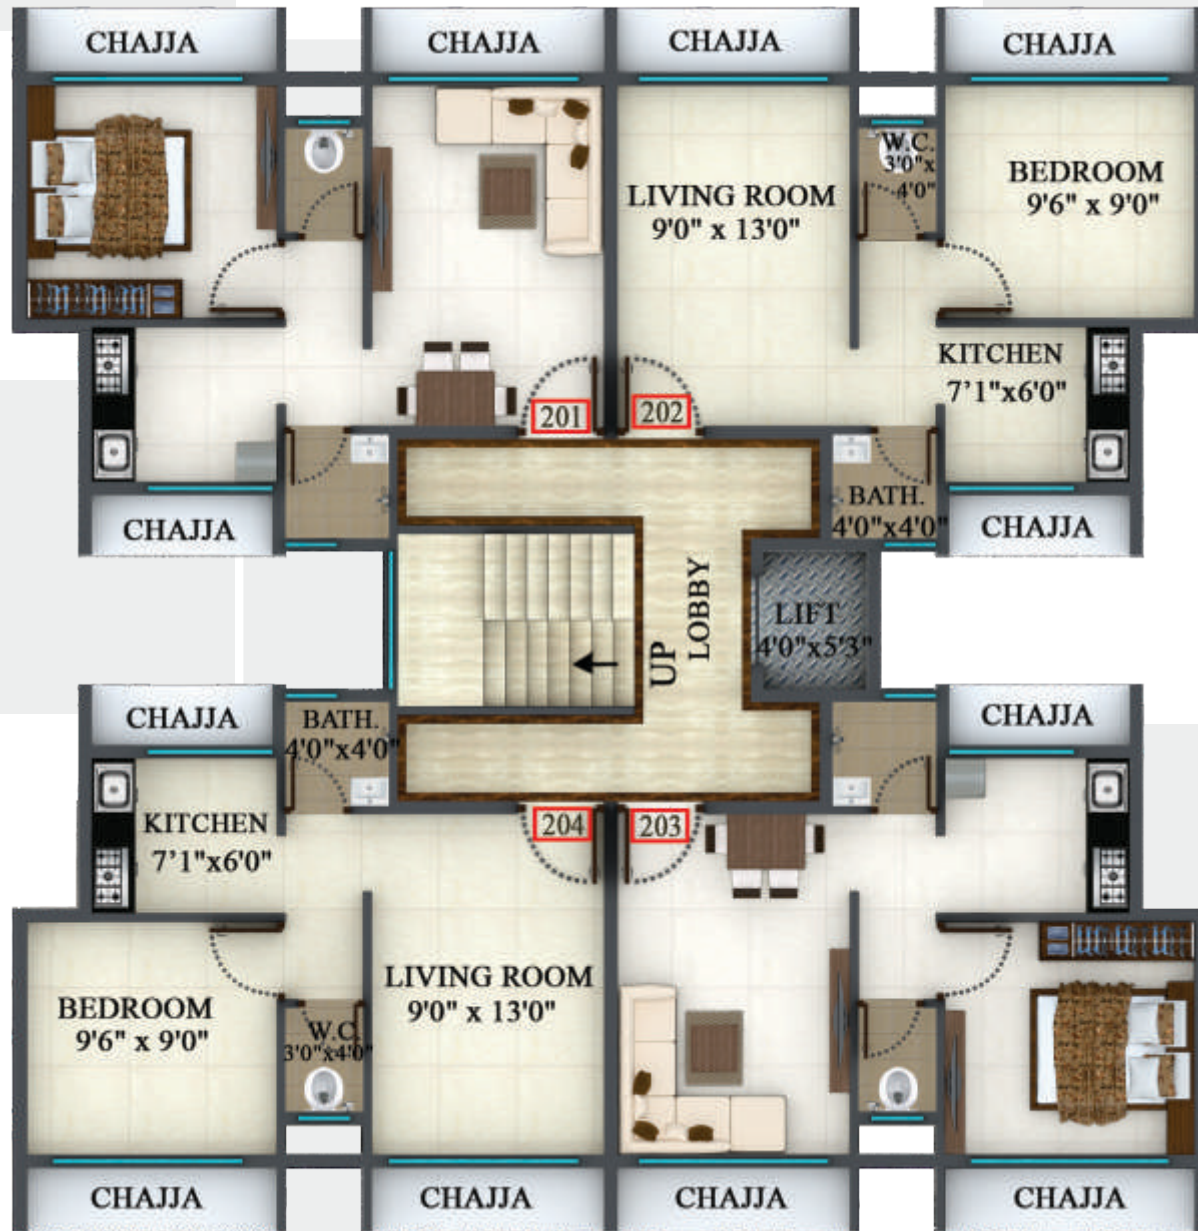 CHAJJA
CHAJJA
CHAJJA
CHAJJA
W.C.
3'0"x
4'0"
LIVING ROOM
9'0" x 13'0"
BEDROOM
9'6" x 9'0"
KITCHEN
7'1"x6'0"
201
202
CHAJJA
BATH.
4'0"x4'0"
CHAJJA
LOBBY
UP
LIFT
4'0"x5'3"
CHAJJA
BATH.
4'0"x4'0"
CHAJJA
KITCHEN
7'1"x6'0"
204
203
BEDROOM
9'6" x 9'0"
W.C.
3'0"x4'0"
LIVING ROOM
9'0" x 13'0"
CHAJJA
CHAJJA
CHAJJA
CHAJJA